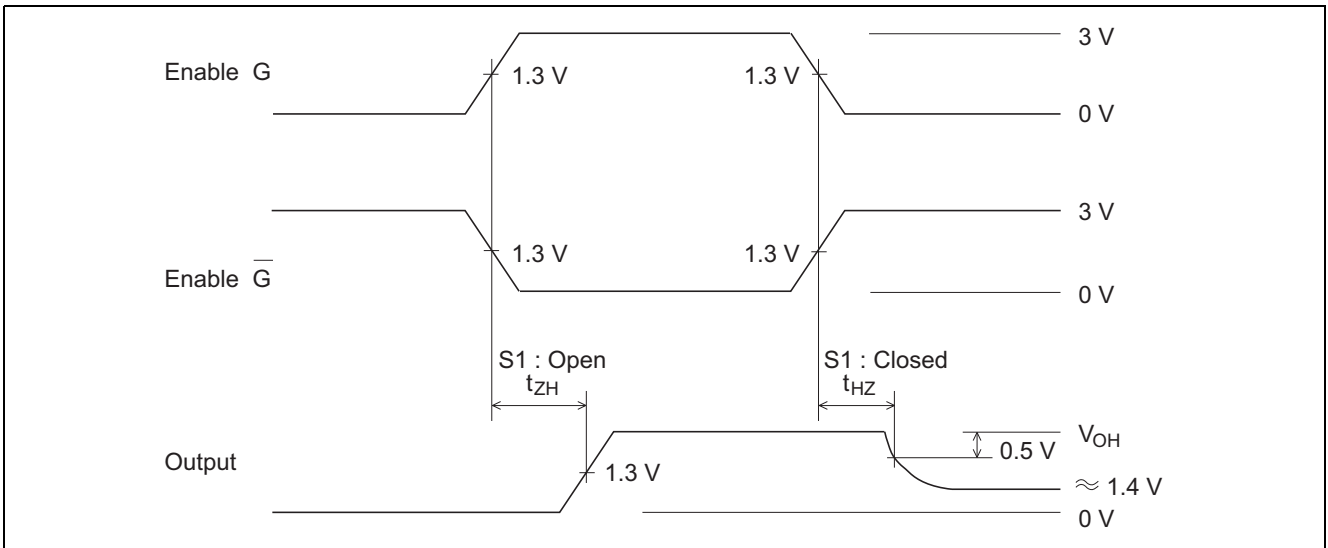 3 V
Enable G
1.3 V
1.3 V
0 V
3 V
1.3 V
1.3 V
Enable G̅
0 V
S1 : Open
S1 : Closed
tZH
tHZ
VOH
0.5 V
Output
1.3 V
≈ 1.4 V
0 V